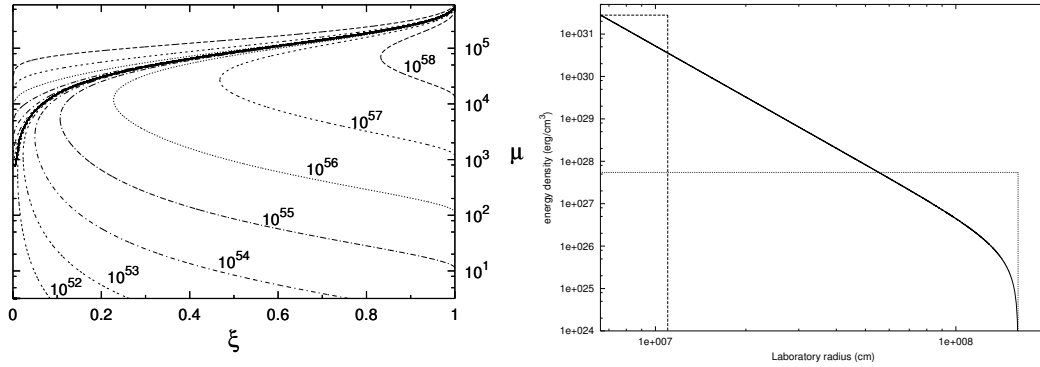 10^5
10^4
10^3
10^2
10^1
μ
10^58
10^57
10^56
10^55
10^54
10^53
10^52
0
0.2
0.4
0.6
0.8
1
ξ
energy density (erg/cm^3)
1e+031
1e+030
1e+029
1e+028
1e+027
1e+026
1e+025
1e+024
1e+007
1e+008
Laboratory radius (cm)